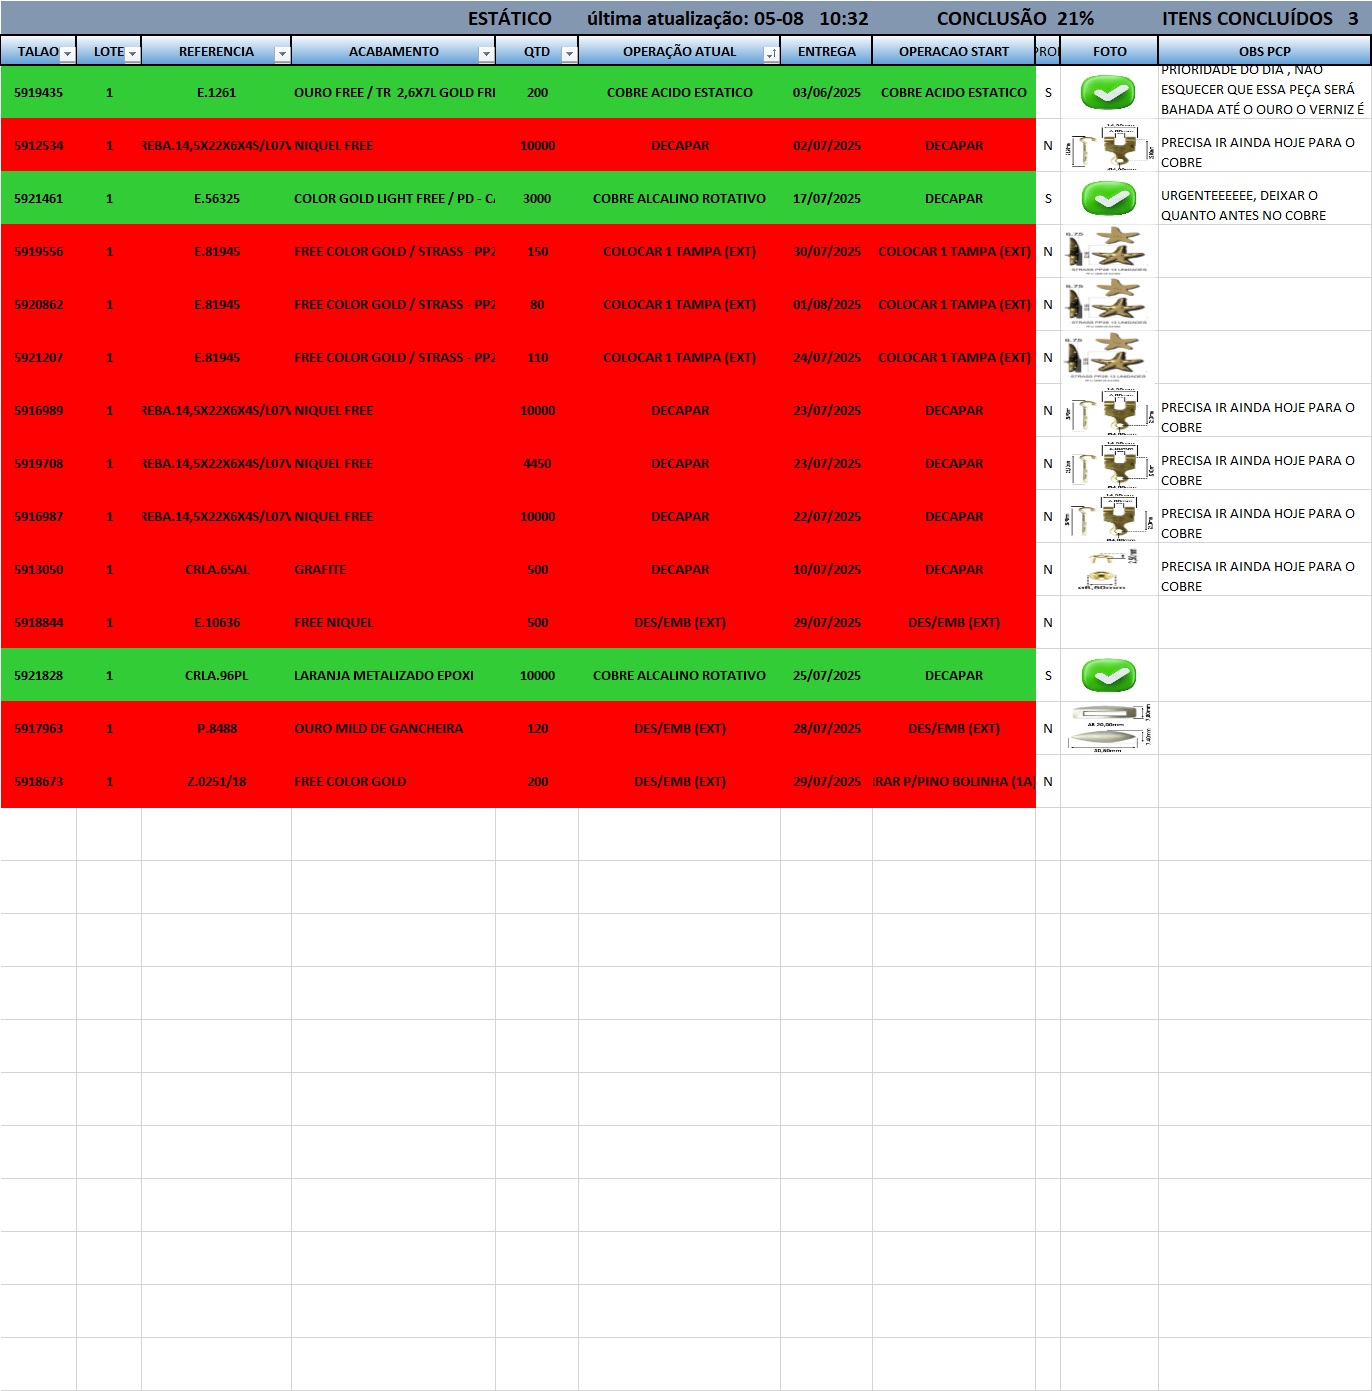 ESTÁTICO última atualização: 05-08 10:32 CONCLUSÃO 21% ITENS CONCLUÍDOS 3
TALAO LOTE REFERENCIA ACABAMENTO QTD OPERAÇÃO ATUAL ENTREGA OPERACAO START PROI FOTO OBS PCP
PRIORIDADE DO DIA , NÃO
5919435 1 E.1261 OURO FREE / TR 2,6X7L GOLD FRI 200 COBRE ACIDO ESTATICO 03/06/2025 COBRE ACIDO ESTATICO S ESQUECER QUE ESSA PEÇA SERÁ
BAHADA ATÉ O OURO O VERNIZ É
5912534 1 REBA.14,5X22X6X4S/L07V NIQUEL FREE 10000 DECAPAR 02/07/2025 DECAPAR N PRECISA IR AINDA HOJE PARA O
COBRE
5921461 1 E.56325 COLOR GOLD LIGHT FREE / PD - CA 3000 COBRE ALCALINO ROTATIVO 17/07/2025 DECAPAR S URGENTEEEEEE, DEIXAR O
QUANTO ANTES NO COBRE
5919556 1 E.81945 FREE COLOR GOLD / STRASS - PP2 150 COLOCAR 1 TAMPA (EXT) 30/07/2025 COLOCAR 1 TAMPA (EXT) N
5920862 1 E.81945 FREE COLOR GOLD / STRASS - PP2 80 COLOCAR 1 TAMPA (EXT) 01/08/2025 COLOCAR 1 TAMPA (EXT) N
5921207 1 E.81945 FREE COLOR GOLD / STRASS - PP2 110 COLOCAR 1 TAMPA (EXT) 24/07/2025 COLOCAR 1 TAMPA (EXT) N
5916989 1 REBA.14,5X22X6X4S/L07V NIQUEL FREE 10000 DECAPAR 23/07/2025 DECAPAR N PRECISA IR AINDA HOJE PARA O
COBRE
5919708 1 REBA.14,5X22X6X4S/L07V NIQUEL FREE 4450 DECAPAR 23/07/2025 DECAPAR N PRECISA IR AINDA HOJE PARA O
COBRE
5916987 1 REBA.14,5X22X6X4S/L07V NIQUEL FREE 10000 DECAPAR 22/07/2025 DECAPAR N PRECISA IR AINDA HOJE PARA O
COBRE
5913050 1 CRLA.65AL GRAFITE 500 DECAPAR 10/07/2025 DECAPAR N PRECISA IR AINDA HOJE PARA O
COBRE
5918844 1 E.10636 FREE NIQUEL 500 DES/EMB (EXT) 29/07/2025 DES/EMB (EXT) N
5921828 1 CRLA.96PL LARANJA METALIZADO EPOXI 10000 COBRE ALCALINO ROTATIVO 25/07/2025 DECAPAR S
5917963 1 P.8488 OURO MILD DE GANCHEIRA 120 DES/EMB (EXT) 28/07/2025 DES/EMB (EXT) N
5918673 1 Z.0251/18 FREE COLOR GOLD 200 DES/EMB (EXT) 29/07/2025 RAR P/PINO BOLINHA (1A) N